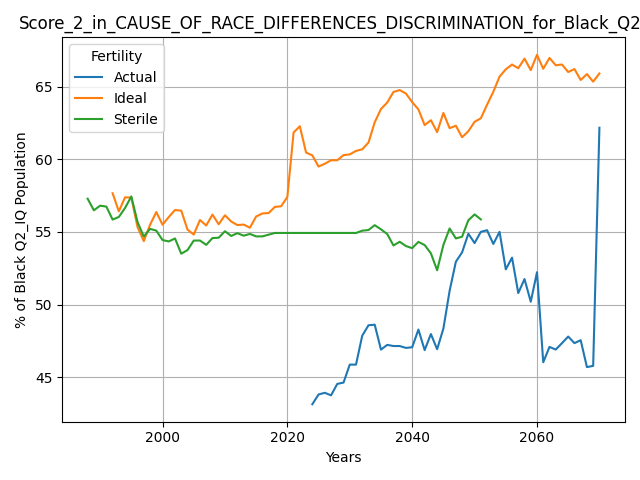 Score_2_in_CAUSE_OF_RACE_DIFFERENCES_DISCRIMINATION_for_Black_Q2
Fertility
Actual
Ideal
Sterile
% of Black Q2_IQ Population
65
60
55
50
45
2000 2020 2040 2060
Years